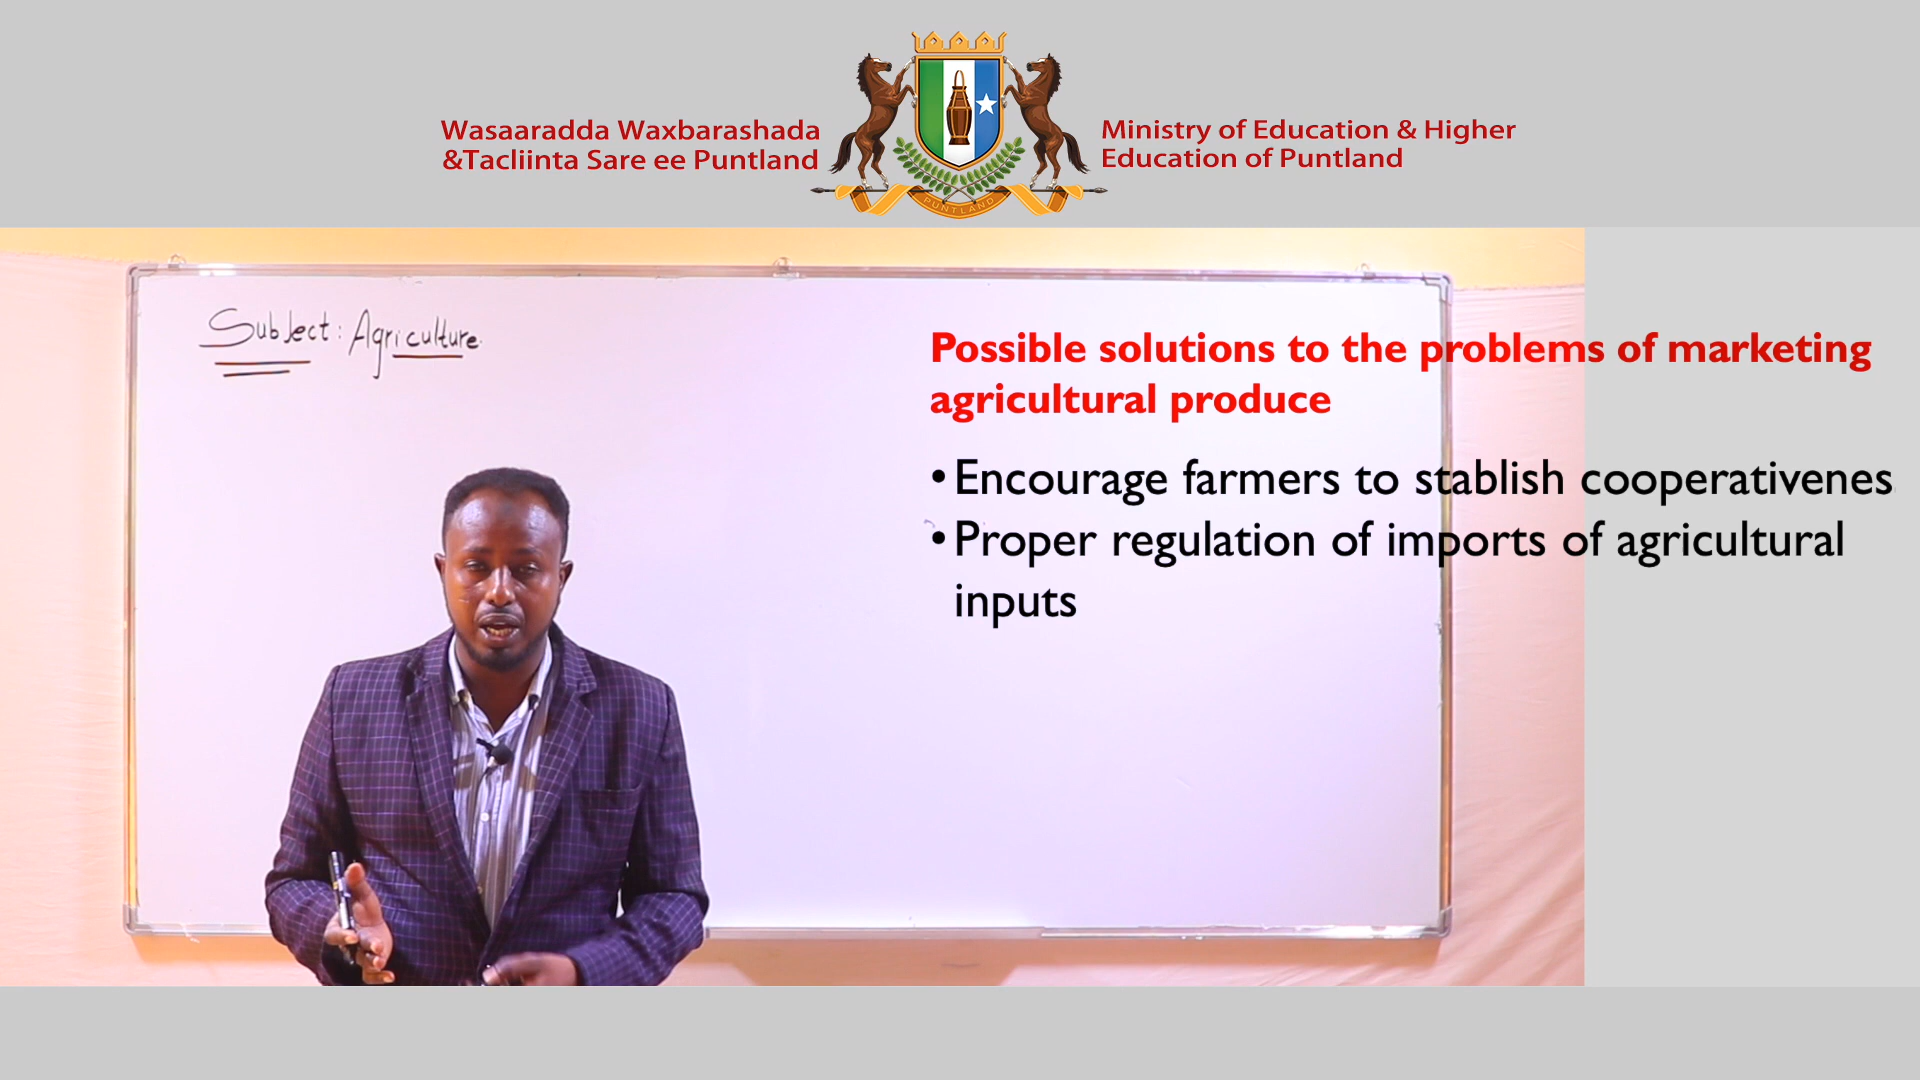 Wasaaradda Waxbarashada
&Tacliinta Sare ee Puntland
Ministry of Education & Higher
Education of Puntland
PUNTLAND
Subject: Agriculture.
Possible solutions to the problems of marketing
agricultural produce
• Encourage farmers to stablish cooperativenes
• Proper regulation of imports of agricultural
inputs